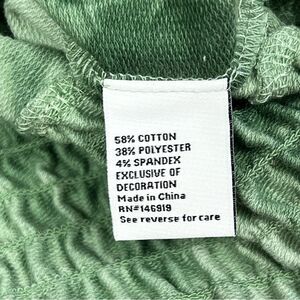 58% COTTON
38% POLYESTER
4% SPANDEX
EXCLUSIVE OF
DECORATION
Made in China
RN#146919
See reverse for care